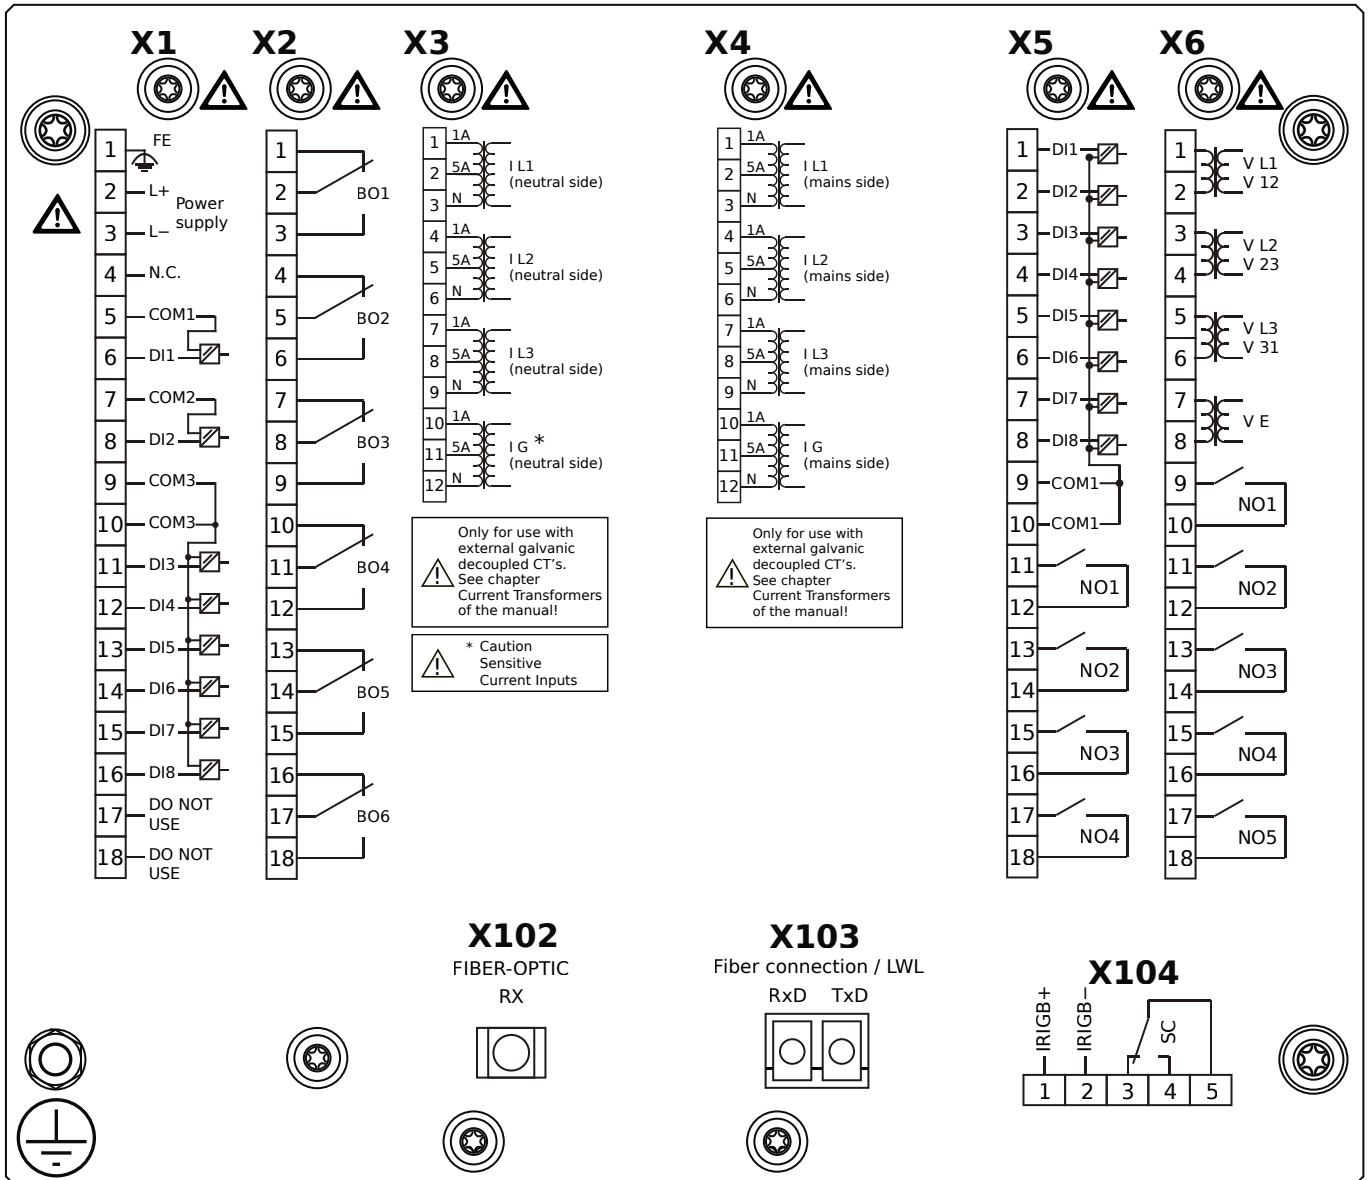 X1
X2
X3
X4
X5
X6
1 FE
2 L+
Power
supply
3 L−
4 N.C.
5 COM1
6 DI1
7 COM2
8 DI2
9 COM3
10 COM3
11 DI3
12 DI4
13 DI5
14 DI6
15 DI7
16 DI8
17 DO NOT
USE
18 DO NOT
USE
1
2 BO1
3
4
5 BO2
6
7
8 BO3
9
10
11 BO4
12
13
14 BO5
15
16
17 BO6
18
1 1A
2 5A
3 N
I L1
(neutral side)
4 1A
5 5A
6 N
I L2
(neutral side)
7 1A
8 5A
9 N
I L3
(neutral side)
10 1A
11 5A
12 N
I G *
(neutral side)
Only for use with
external galvanic
decoupled CT’s.
See chapter
Current Transformers
of the manual!
* Caution
Sensitive
Current Inputs
1 1A
2 5A
3 N
I L1
(mains side)
4 1A
5 5A
6 N
I L2
(mains side)
7 1A
8 5A
9 N
I L3
(mains side)
10 1A
11 5A
12 N
I G
(mains side)
Only for use with
external galvanic
decoupled CT’s.
See chapter
Current Transformers
of the manual!
1 DI1
2 DI2
3 DI3
4 DI4
5 DI5
6 DI6
7 DI7
8 DI8
9 COM1
10 COM1
11
NO1
12
13
NO2
14
15
NO3
16
17
NO4
18
1
V L1
V 12
2
3
V L2
V 23
4
5
V L3
V 31
6
7
V E
8
9
NO1
10
11
NO2
12
13
NO3
14
15
NO4
16
17
NO5
18
X102
FIBER-OPTIC
RX
X103
Fiber connection / LWL
RxD TxD
X104
IRIGB+
IRIGB−
SC
1 2 3 4 5